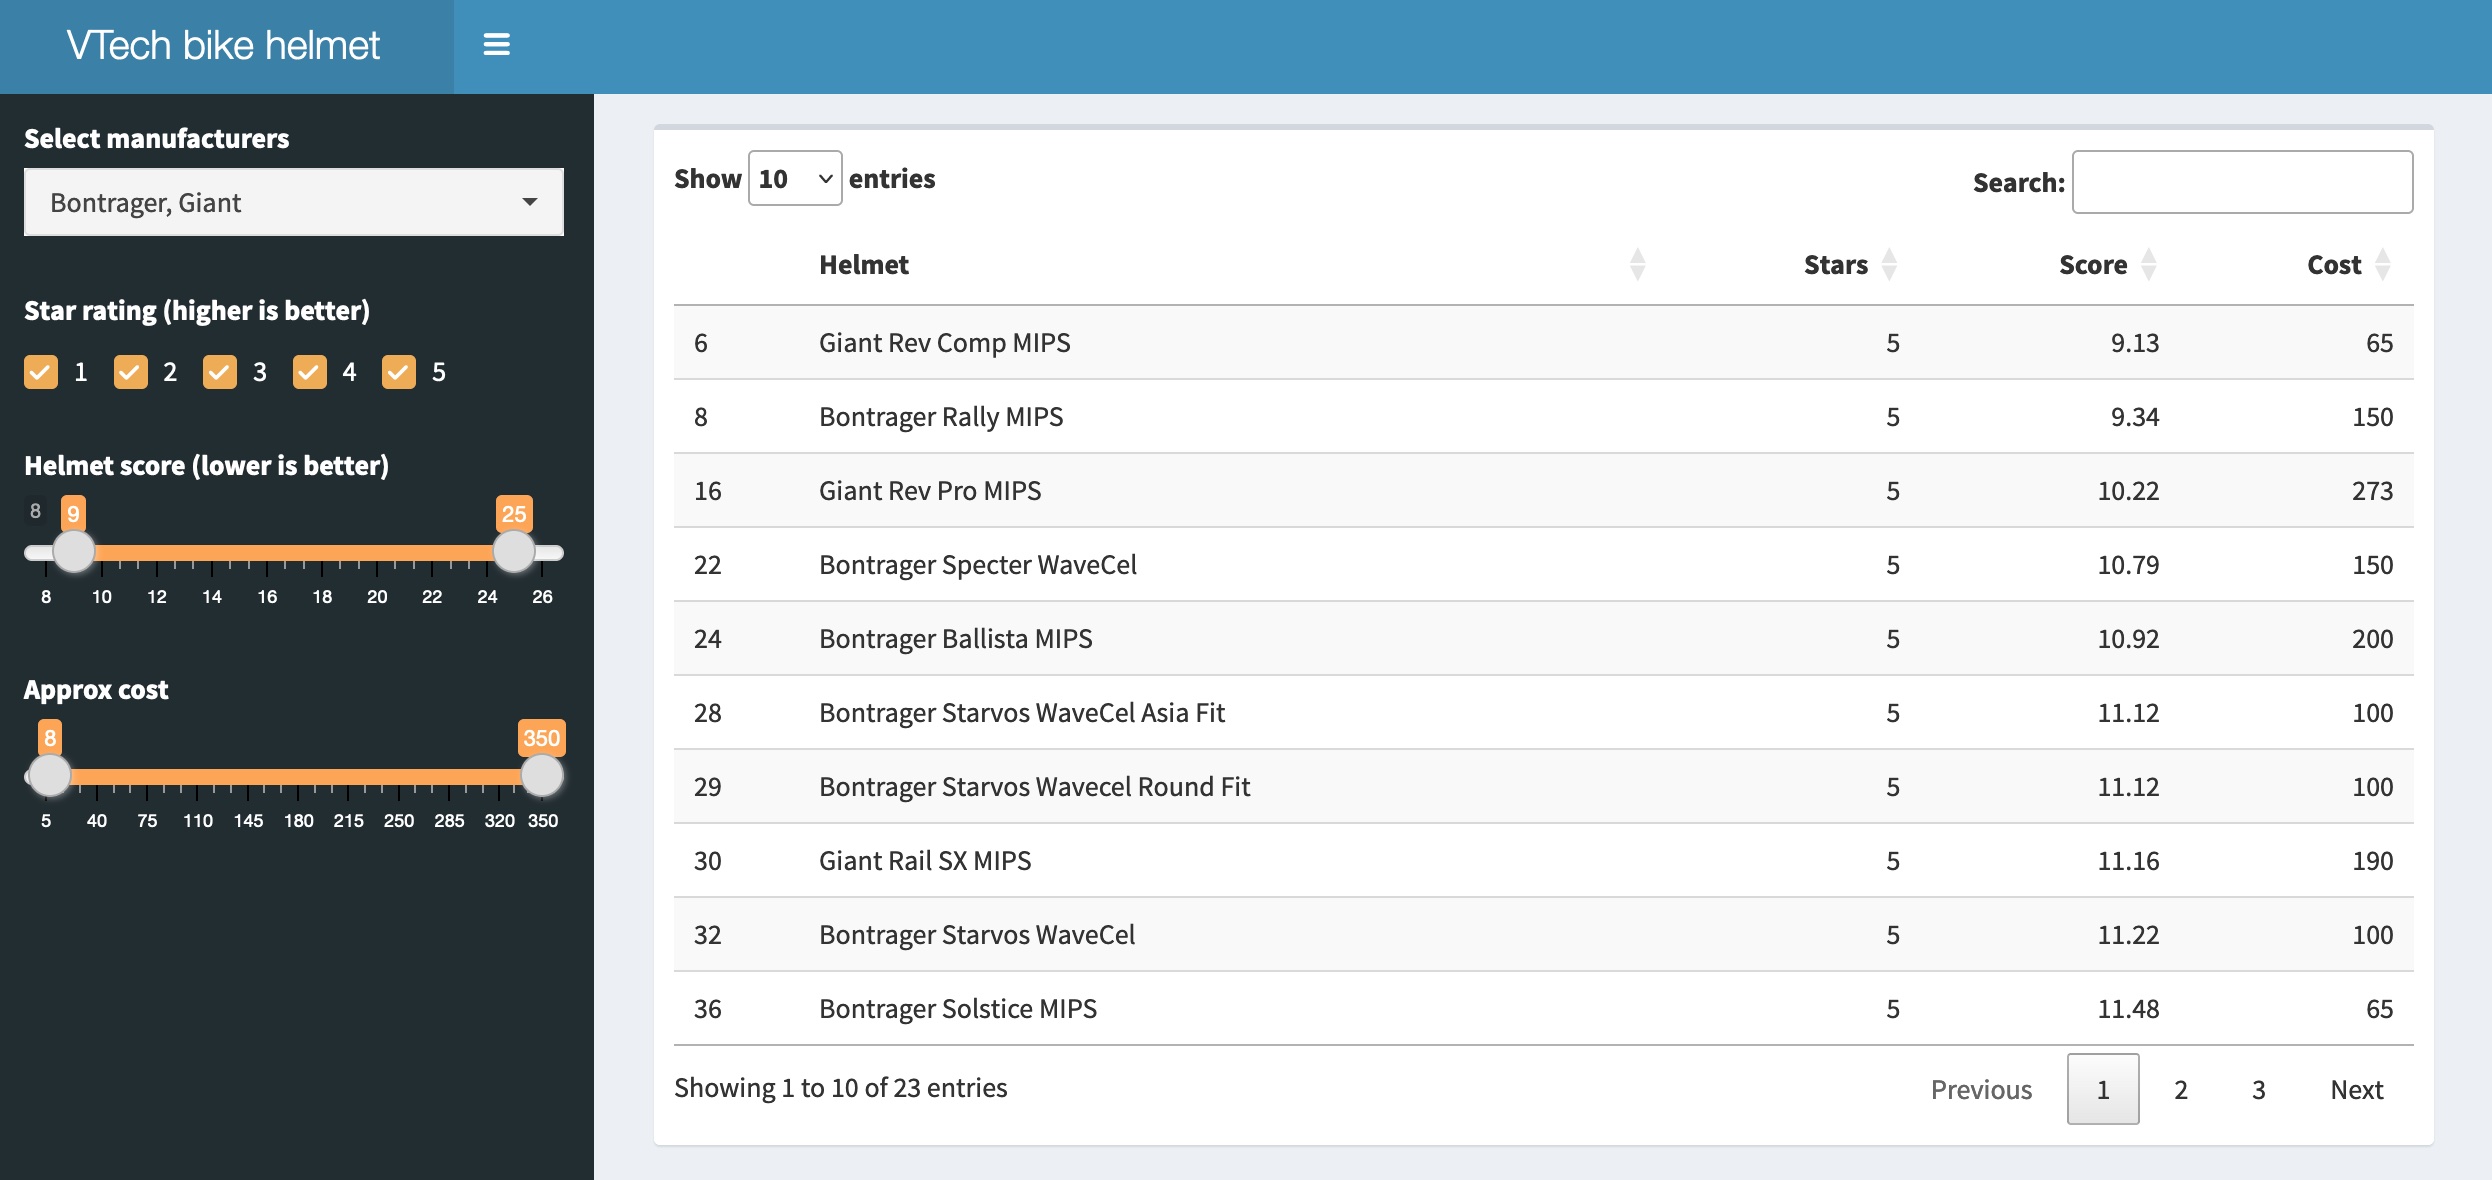 VTech bike helmet
Select manufacturers
Bontrager, Giant
Star rating (higher is better)
1 2 3 4 5
Helmet score (lower is better)
8 9 25
8 10 12 14 16 18 20 22 24 26
Approx cost
8 350
5 40 75 110 145 180 215 250 285 320 350
Show 10 entries
Search:
Helmet Stars Score Cost
6 Giant Rev Comp MIPS 5 9.13 65
8 Bontrager Rally MIPS 5 9.34 150
16 Giant Rev Pro MIPS 5 10.22 273
22 Bontrager Specter WaveCel 5 10.79 150
24 Bontrager Ballista MIPS 5 10.92 200
28 Bontrager Starvos WaveCel Asia Fit 5 11.12 100
29 Bontrager Starvos Wavecel Round Fit 5 11.12 100
30 Giant Rail SX MIPS 5 11.16 190
32 Bontrager Starvos WaveCel 5 11.22 100
36 Bontrager Solstice MIPS 5 11.48 65
Showing 1 to 10 of 23 entries
Previous 1 2 3 Next